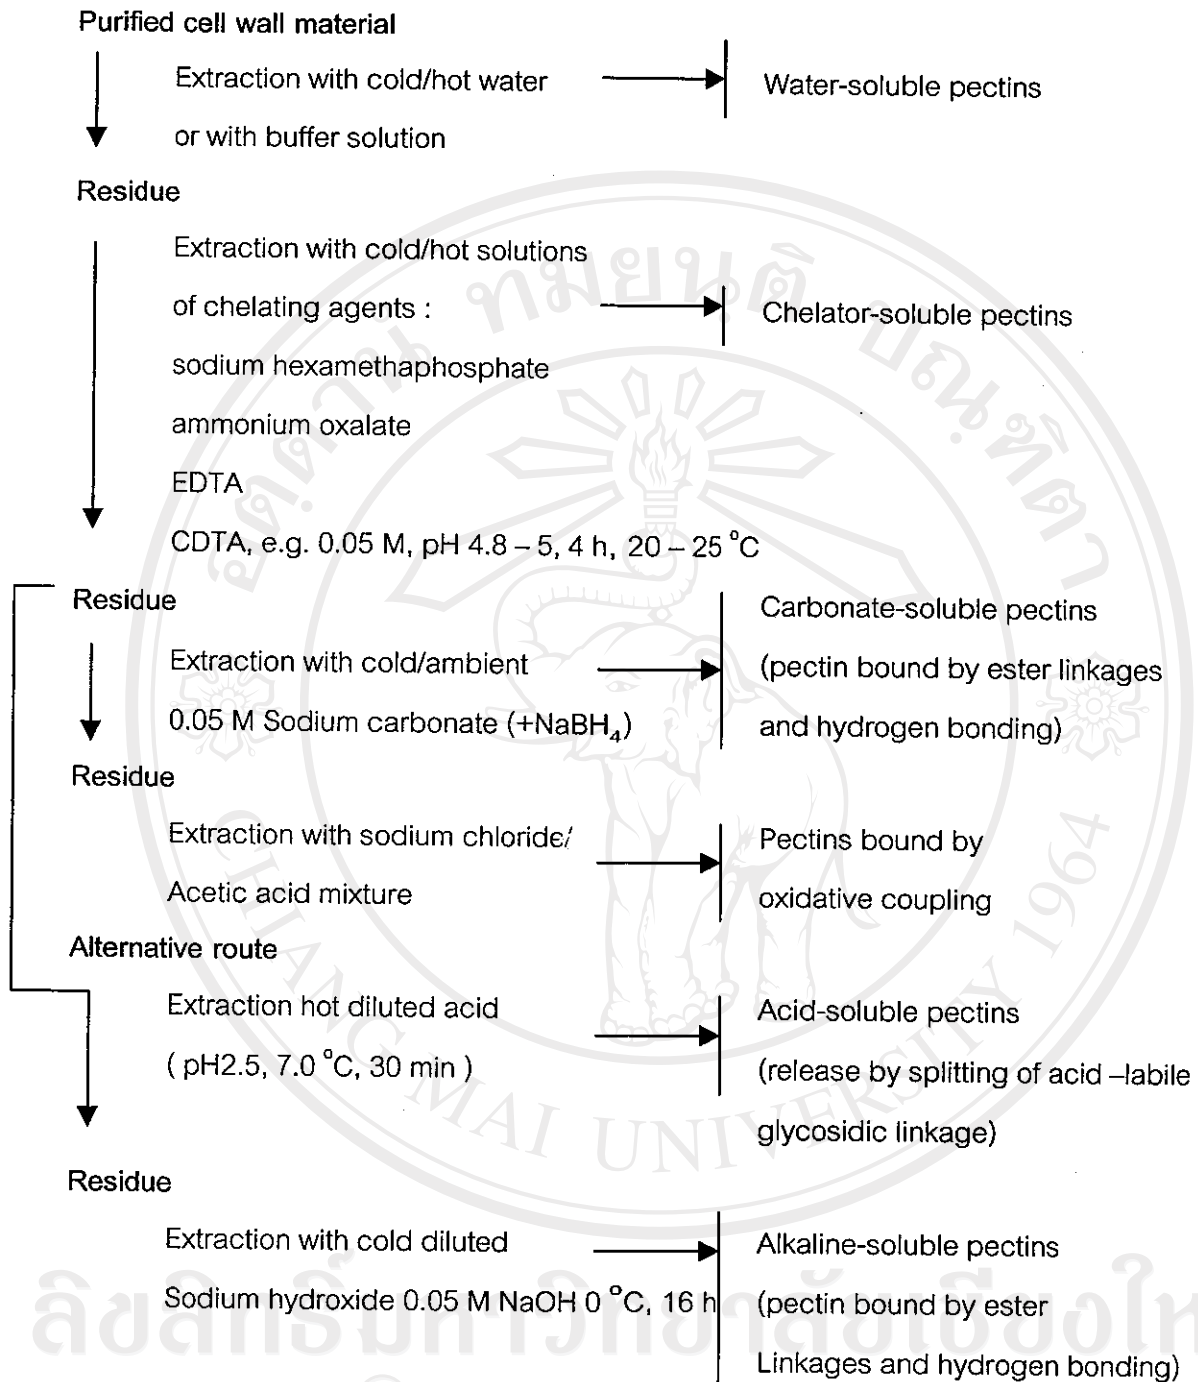 Purified cell wall material
Extraction with cold/hot water
or with buffer solution
Water-soluble pectins
Residue
Extraction with cold/hot solutions
of chelating agents :
sodium hexamethaphosphate
ammonium oxalate
EDTA
CDTA, e.g. 0.05 M, pH 4.8 – 5, 4 h, 20 – 25 °C
Chelator-soluble pectins
Residue
Extraction with cold/ambient
0.05 M Sodium carbonate (+NaBH₄)
Carbonate-soluble pectins
(pectin bound by ester linkages
and hydrogen bonding)
Residue
Extraction with sodium chloride/
Acetic acid mixture
Pectins bound by
oxidative coupling
Alternative route
Extraction hot diluted acid
( pH2.5, 7.0 °C, 30 min )
Acid-soluble pectins
(release by splitting of acid –labile
glycosidic linkage)
Residue
Extraction with cold diluted
Sodium hydroxide 0.05 M NaOH 0 °C, 16 h
Alkaline-soluble pectins
(pectin bound by ester
Linkages and hydrogen bonding)
CHIANG MAI UNIVERSITY 1964